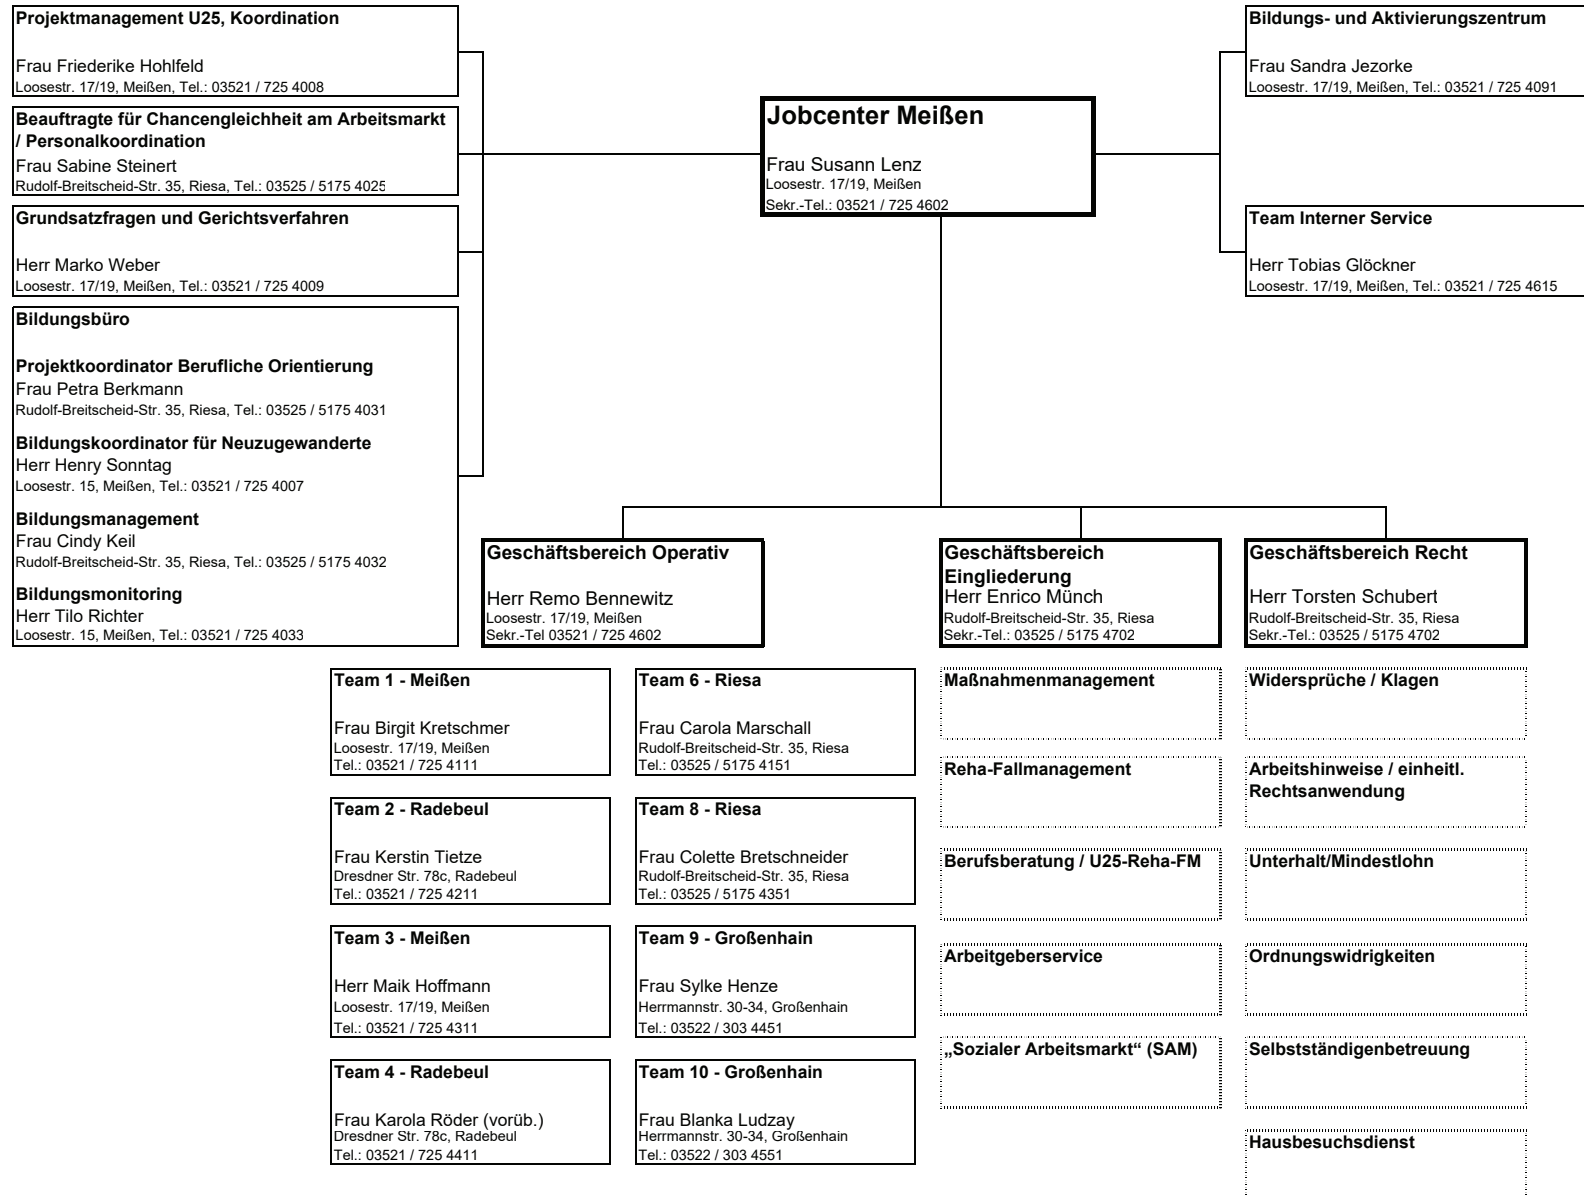 Projektmanagement U25, Koordination
Frau Friederike Hohlfeld
Loosestr. 17/19, Meißen, Tel.: 03521 / 725 4008
Beauftragte für Chancengleichheit am Arbeitsmarkt
/ Personalkoordination
Frau Sabine Steinert
Rudolf-Breitscheid-Str. 35, Riesa, Tel.: 03525 / 5175 4025
Grundsatzfragen und Gerichtsverfahren
Herr Marko Weber
Loosestr. 17/19, Meißen, Tel.: 03521 / 725 4009
Bildungsbüro
Projektkoordinator Berufliche Orientierung
Frau Petra Berkmann
Rudolf-Breitscheid-Str. 35, Riesa, Tel.: 03525 / 5175 4031
Bildungskoordinator für Neuzugewanderte
Herr Henry Sonntag
Loosestr. 15, Meißen, Tel.: 03521 / 725 4007
Bildungsmanagement
Frau Cindy Keil
Rudolf-Breitscheid-Str. 35, Riesa, Tel.: 03525 / 5175 4032
Bildungsmonitoring
Herr Tilo Richter
Loosestr. 15, Meißen, Tel.: 03521 / 725 4033
Jobcenter Meißen
Frau Susann Lenz
Loosestr. 17/19, Meißen
Sekr.-Tel.: 03521 / 725 4602
Bildungs- und Aktivierungszentrum
Frau Sandra Jezorke
Loosestr. 17/19, Meißen, Tel.: 03521 / 725 4091
Team Interner Service
Herr Tobias Glöckner
Loosestr. 17/19, Meißen, Tel.: 03521 / 725 4615
Geschäftsbereich Operativ
Herr Remo Bennewitz
Loosestr. 17/19, Meißen
Sekr.-Tel 03521 / 725 4602
Geschäftsbereich
Eingliederung
Herr Enrico Münch
Rudolf-Breitscheid-Str. 35, Riesa
Sekr.-Tel.: 03525 / 5175 4702
Geschäftsbereich Recht
Herr Torsten Schubert
Rudolf-Breitscheid-Str. 35, Riesa
Sekr.-Tel.: 03525 / 5175 4702
Team 1 - Meißen
Frau Birgit Kretschmer
Loosestr. 17/19, Meißen
Tel.: 03521 / 725 4111
Team 2 - Radebeul
Frau Kerstin Tietze
Dresdner Str. 78c, Radebeul
Tel.: 03521 / 725 4211
Team 3 - Meißen
Herr Maik Hoffmann
Loosestr. 17/19, Meißen
Tel.: 03521 / 725 4311
Team 4 - Radebeul
Frau Karola Röder (vorüb.)
Dresdner Str. 78c, Radebeul
Tel.: 03521 / 725 4411
Team 6 - Riesa
Frau Carola Marschall
Rudolf-Breitscheid-Str. 35, Riesa
Tel.: 03525 / 5175 4151
Team 8 - Riesa
Frau Colette Bretschneider
Rudolf-Breitscheid-Str. 35, Riesa
Tel.: 03525 / 5175 4351
Team 9 - Großenhain
Frau Sylke Henze
Herrmannstr. 30-34, Großenhain
Tel.: 03522 / 303 4451
Team 10 - Großenhain
Frau Blanka Ludzay
Herrmannstr. 30-34, Großenhain
Tel.: 03522 / 303 4551
Maßnahmenmanagement
Reha-Fallmanagement
Berufsberatung / U25-Reha-FM
Arbeitgeberservice
„Sozialer Arbeitsmarkt“ (SAM)
Widersprüche / Klagen
Arbeitshinweise / einheitl.
Rechtsanwendung
Unterhalt/Mindestlohn
Ordnungswidrigkeiten
Selbstständigenbetreuung
Hausbesuchsdienst